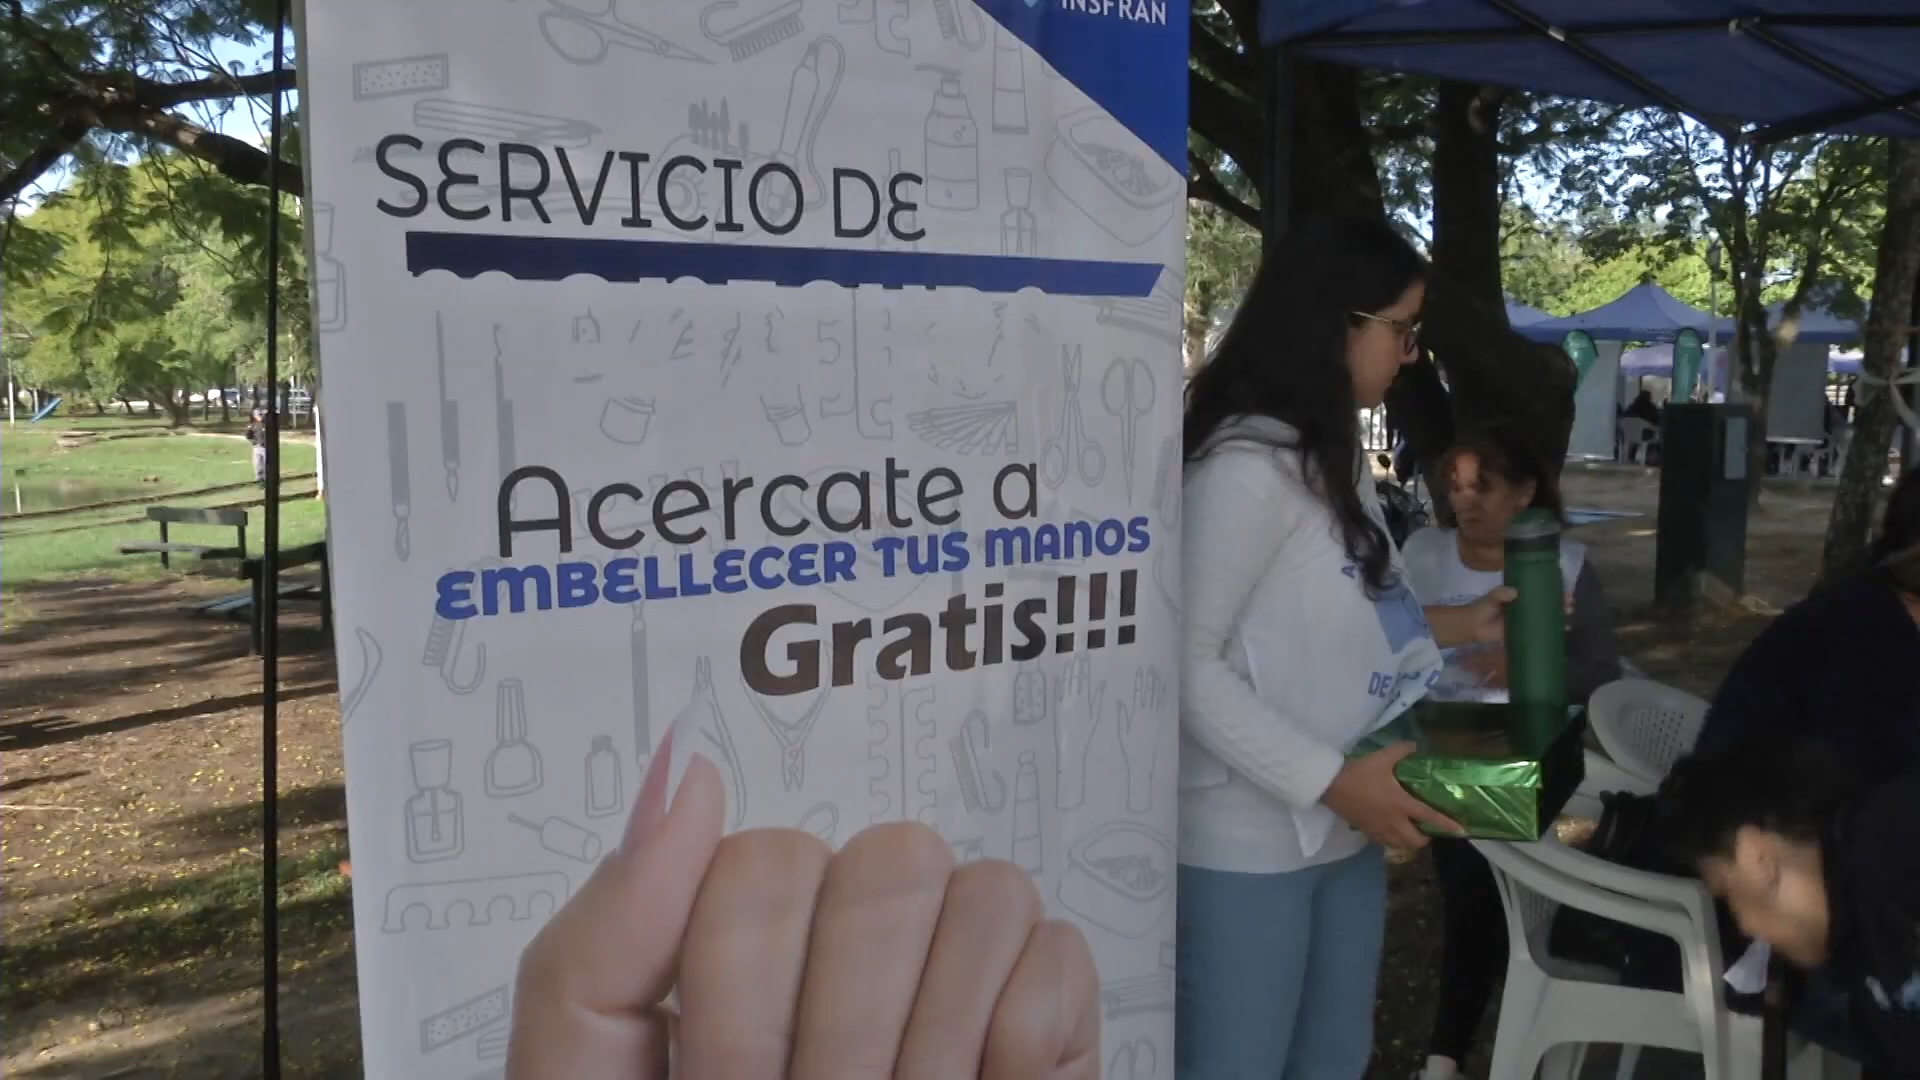 INSFRAN
SERVICIO DE
Acercate a
EMBELLECER TUS MANOS
Gratis!!!